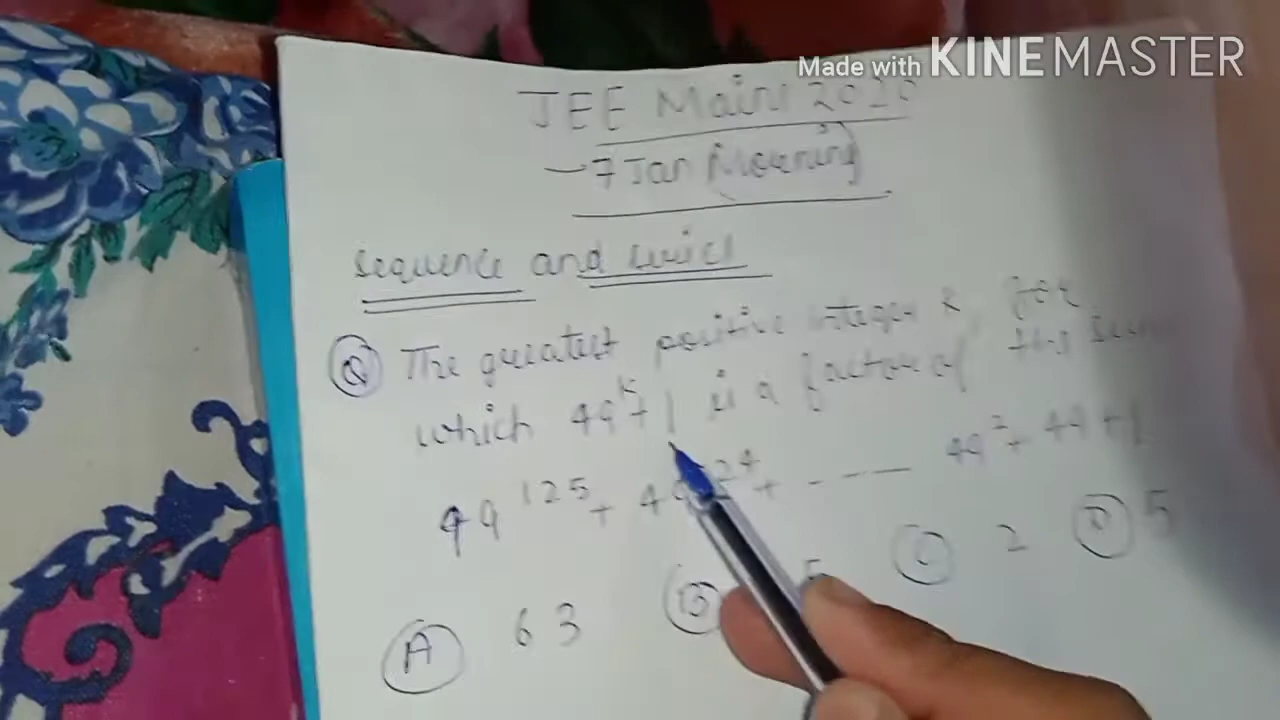 Made with KINEMASTER
JEE Main 2020
-7 Jan (Morning)
sequence and series
Q The greatest positive integer k, for
which 49^k+1 is a factor of the
49^125 + 49^124 + - - - - 49^2 + 49 + 1
A 63 B C 2 D 5